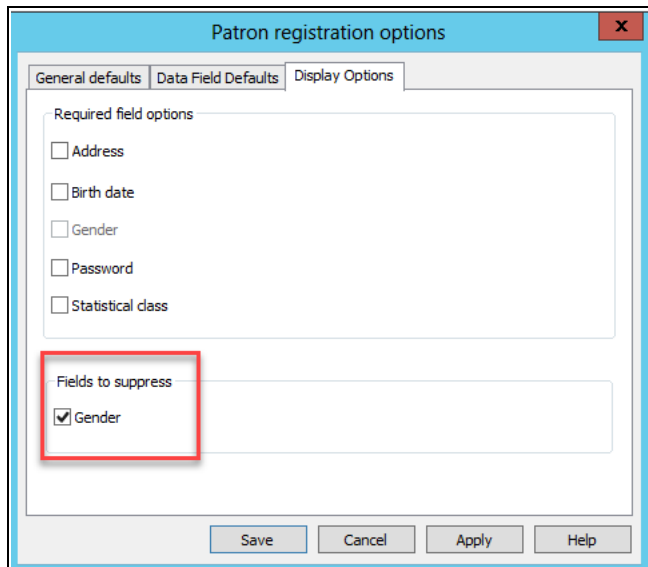 Patron registration options
x
General defaults Data Field Defaults Display Options
Required field options
Address
Birth date
Gender
Password
Statistical class
Fields to suppress
Gender
Save Cancel Apply Help